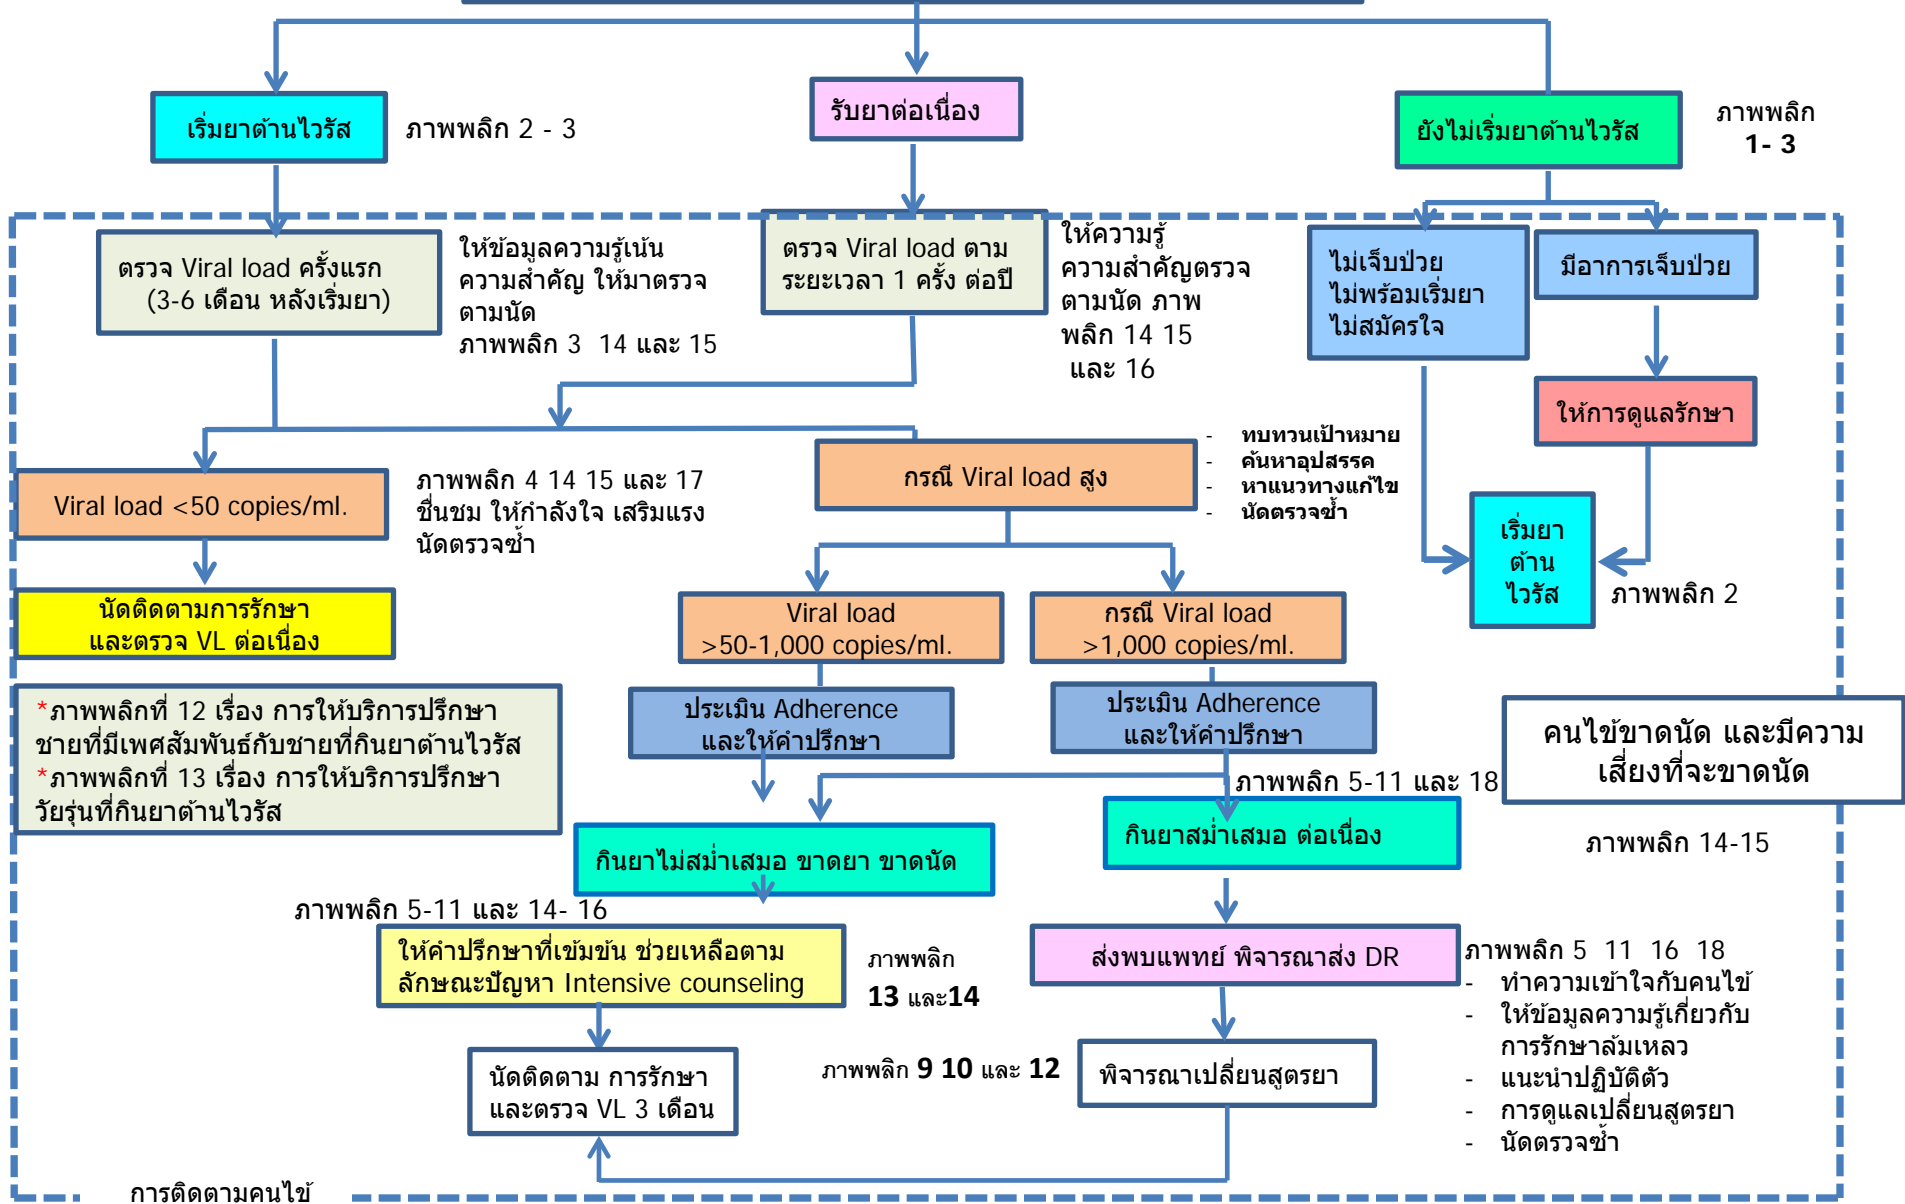 เริ่มยาต้านไวรัส
ภาพพลิก 2 - 3
รับยาต่อเนื่อง
ยังไม่เริ่มยาต้านไวรัส
ภาพพลิก
1- 3
ตรวจ Viral load ครั้งแรก
(3-6 เดือน หลังเริ่มยา)
ให้ข้อมูลความรู้เน้น
ความสำคัญ ให้มาตรวจ
ตามนัด
ภาพพลิก 3 14 และ 15
ตรวจ Viral load ตาม
ระยะเวลา 1 ครั้ง ต่อปี
ให้ความรู้
ความสำคัญตรวจ
ตามนัด ภาพ
พลิก 14 15
และ 16
ไม่เจ็บป่วย
ไม่พร้อมเริ่มยา
ไม่สมัครใจ
มีอาการเจ็บป่วย
ให้การดูแลรักษา
Viral load <50 copies/ml.
ภาพพลิก 4 14 15 และ 17
ชื่นชม ให้กำลังใจ เสริมแรง
นัดตรวจซ้ำ
กรณี Viral load สูง
- ทบทวนเป้าหมาย
- ค้นหาอุปสรรค
- หาแนวทางแก้ไข
- นัดตรวจซ้ำ
เริ่มยา
ต้าน
ไวรัส
ภาพพลิก 2
นัดติดตามการรักษา
และตรวจ VL ต่อเนื่อง
Viral load
>50-1,000 copies/ml.
กรณี Viral load
>1,000 copies/ml.
*ภาพพลิกที่ 12 เรื่อง การให้บริการปรึกษา
ชายที่มีเพศสัมพันธ์กับชายที่กินยาต้านไวรัส
*ภาพพลิกที่ 13 เรื่อง การให้บริการปรึกษา
วัยรุ่นที่กินยาต้านไวรัส
ประเมิน Adherence
และให้คำปรึกษา
ประเมิน Adherence
และให้คำปรึกษา
คนไข้ขาดนัด และมีความ
เสี่ยงที่จะขาดนัด
ภาพพลิก 5-11 และ 18
ภาพพลิก 14-15
กินยาไม่สม่ำเสมอ ขาดยา ขาดนัด
กินยาสม่ำเสมอ ต่อเนื่อง
ภาพพลิก 5-11 และ 14- 16
ให้คำปรึกษาที่เข้มข้น ช่วยเหลือตาม
ลักษณะปัญหา Intensive counseling
ภาพพลิก
13 และ14
ส่งพบแพทย์ พิจารณาส่ง DR
ภาพพลิก 5 11 16 18
- ทำความเข้าใจกับคนไข้
- ให้ข้อมูลความรู้เกี่ยวกับ
การรักษาล้มเหลว
- แนะนำปฏิบัติตัว
- การดูแลเปลี่ยนสูตรยา
- นัดตรวจซ้ำ
นัดติดตาม การรักษา
และตรวจ VL 3 เดือน
ภาพพลิก 9 10 และ 12
พิจารณาเปลี่ยนสูตรยา
การติดตามคนไข้